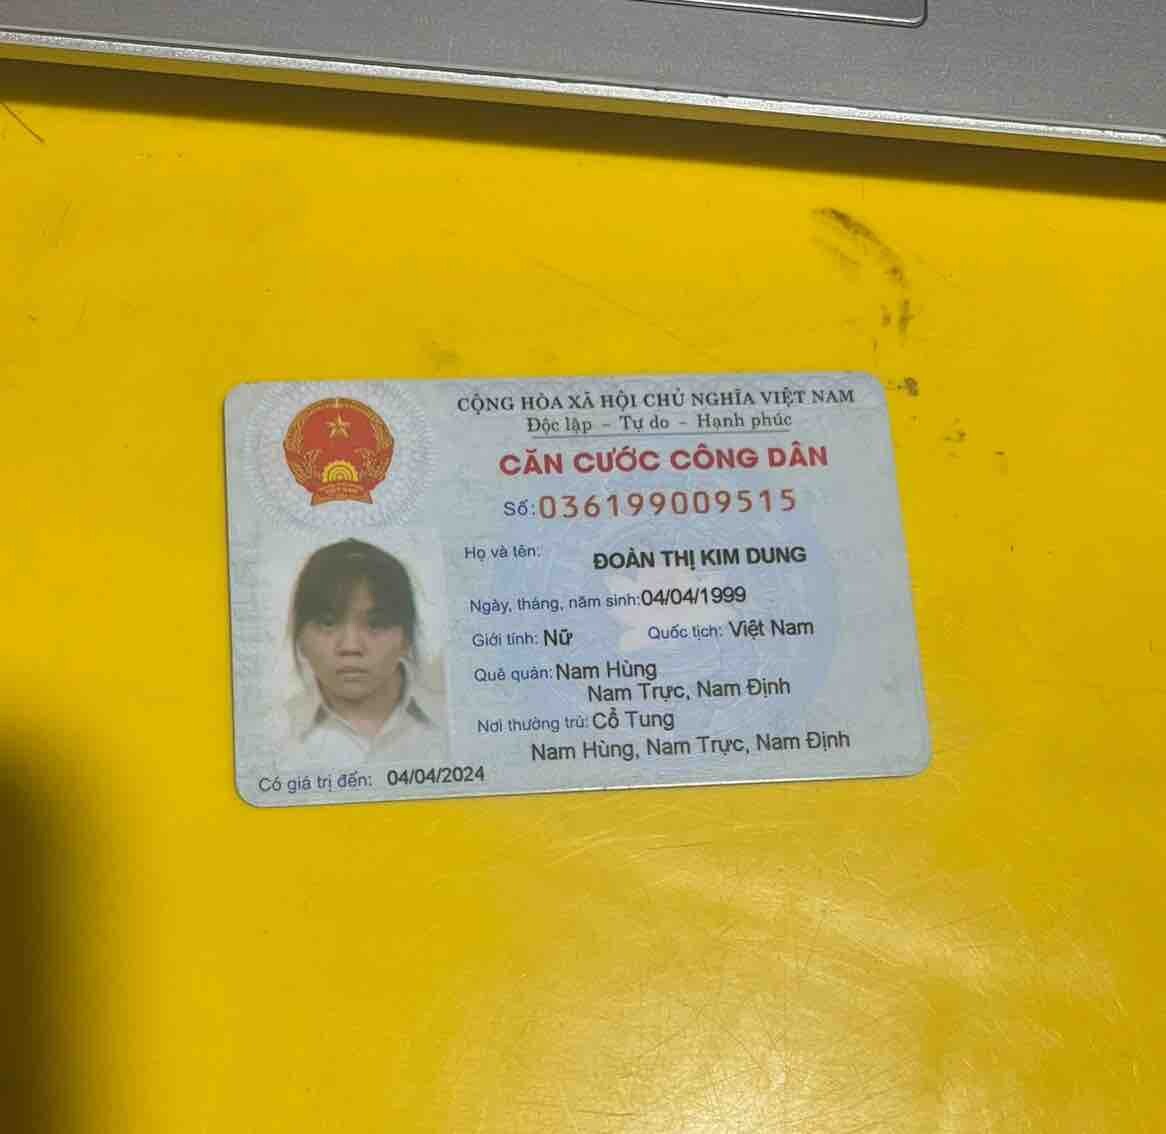 CỘNG HÒA XÃ HỘI CHỦ NGHĨA VIỆT NAM
Độc lập - Tự do - Hạnh phúc
CĂN CƯỚC CÔNG DÂN
Số: 036199009515
Họ và tên: ĐOÀN THỊ KIM DUNG
Ngày, tháng, năm sinh: 04/04/1999
Giới tính: Nữ Quốc tịch: Việt Nam
Quê quán: Nam Hùng
Nam Trực, Nam Định
Nơi thường trú: Cổ Tung
Nam Hùng, Nam Trực, Nam Định
Có giá trị đến: 04/04/2024